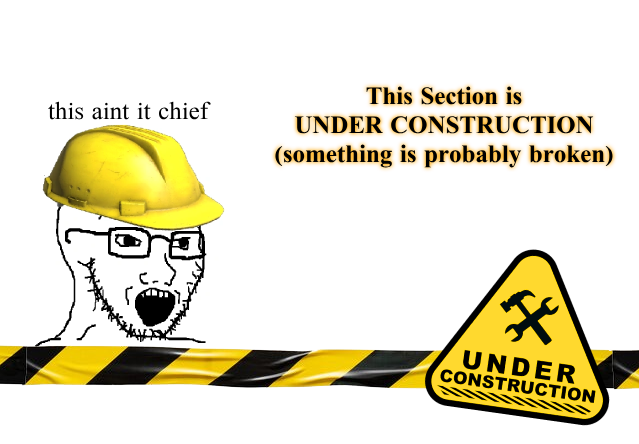 this aint it chief
This Section is
UNDER CONSTRUCTION
(something is probably broken)
UNDER
CONSTRUCTION